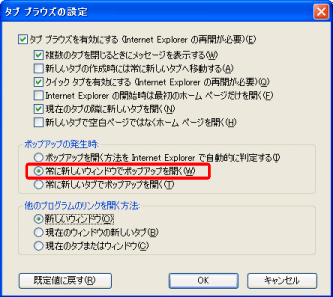 タブ ブラウズの設定
タブ ブラウズを有効にする (Internet Explorer の再開が必要)(E)
複数のタブを閉じるときにメッセージを表示する(W)
新しいタブの作成時には常に新しいタブへ移動する(A)
クイック タブを有効にする (Internet Explorer の再開が必要)(Q)
Internet Explorer の開始時は最初のホーム ページだけを開く(F)
現在のタブの隣に新しいタブを開く(N)
新しいタブで空白ページではなくホーム ページを開く(H)
ポップアップの発生時:
ポップアップを開く方法を Internet Explorer で自動的に判定する(I)
常に新しいウィンドウでポップアップを開く(W)
常に新しいタブでポップアップを開く(T)
他のプログラムのリンクを開く方法:
新しいウィンドウ(O)
現在のウィンドウの新しいタブ(B)
現在のタブまたはウィンドウ(C)
既定値に戻す(R)
OK
キャンセル